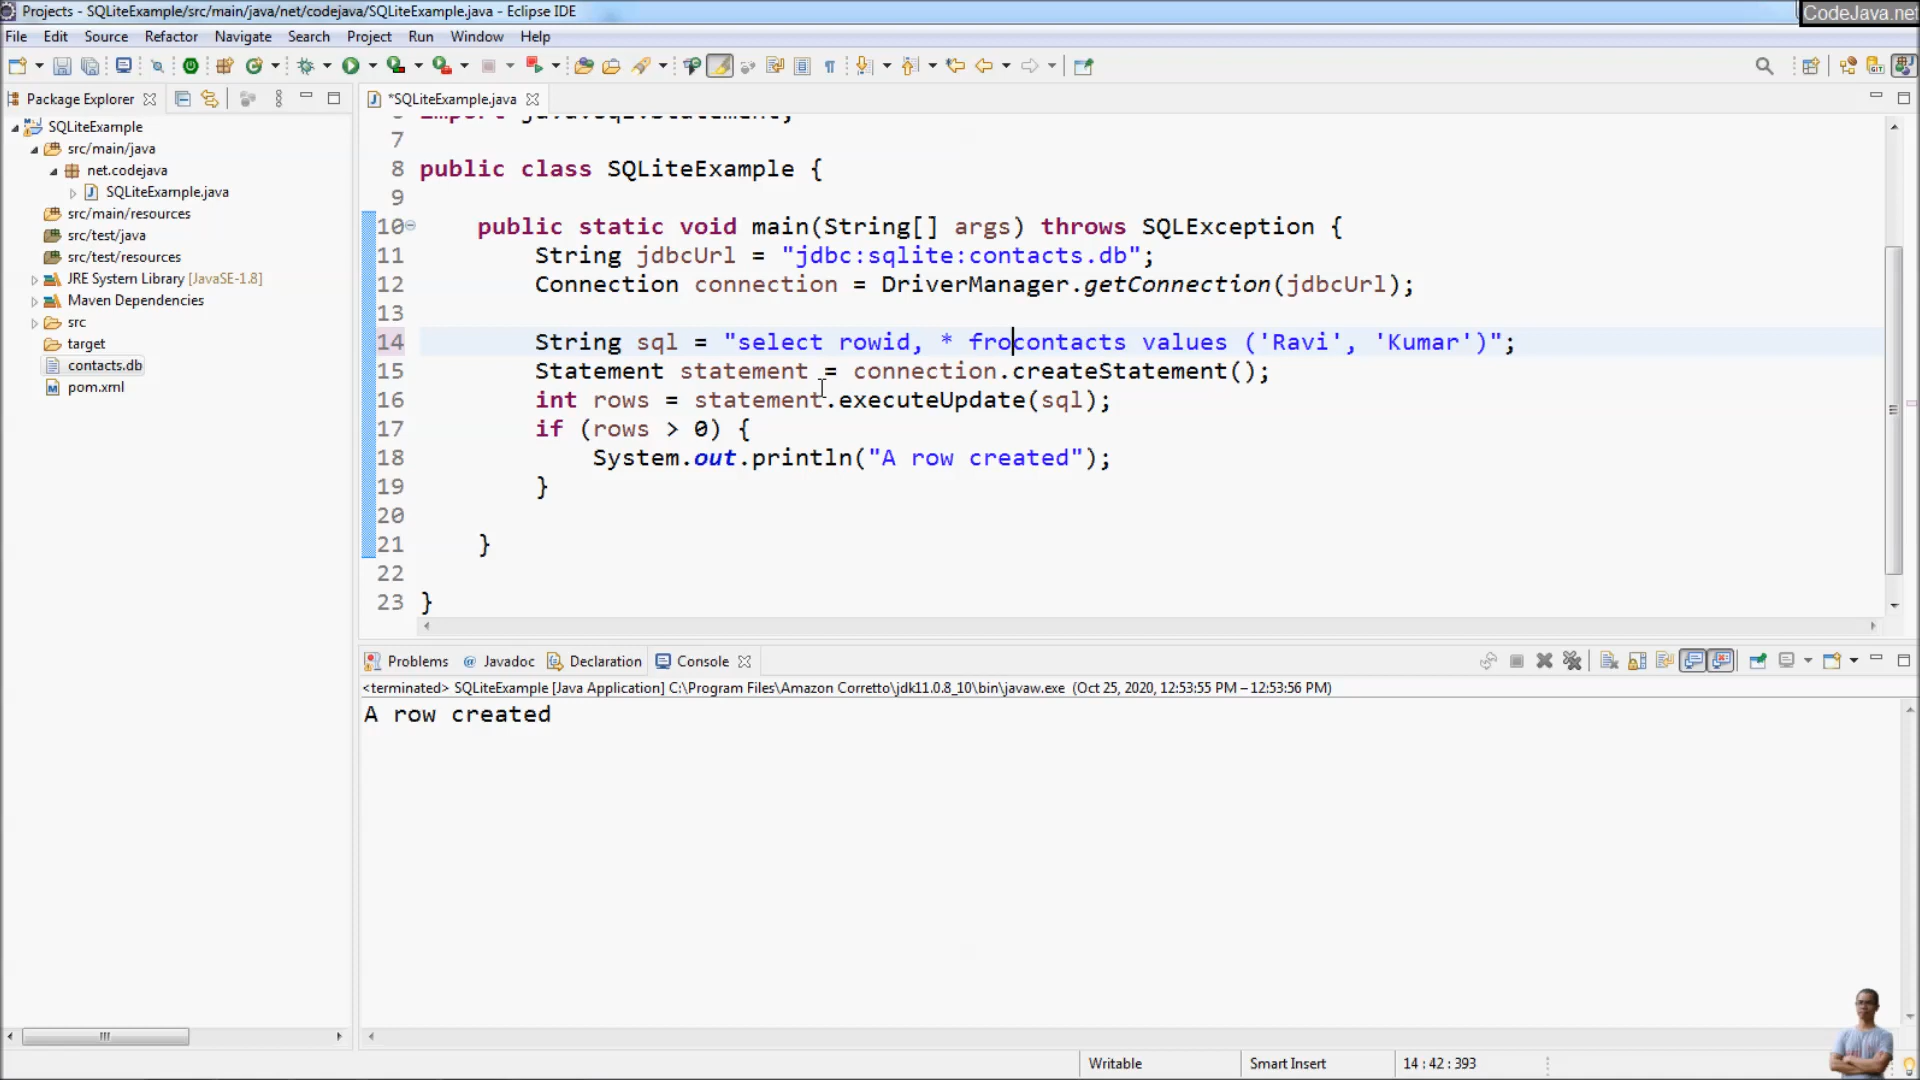 Projects - SQLiteExample/src/main/java/net/codejava/SQLiteExample.java - Eclipse IDE
CodeJava.net
File Edit Source Refactor Navigate Search Project Run Window Help
Package Explorer
*SQLiteExample.java
SQLiteExample
src/main/java
net.codejava
SQLiteExample.java
src/main/resources
src/test/java
src/test/resources
JRE System Library [JavaSE-1.8]
Maven Dependencies
src
target
contacts.db
pom.xml
6 import java.sql.Statement;
7
8 public class SQLiteExample {
9
10 public static void main(String[] args) throws SQLException {
11 String jdbcUrl = "jdbc:sqlite:contacts.db";
12 Connection connection = DriverManager.getConnection(jdbcUrl);
13
14 String sql = "select rowid, * frocontacts values ('Ravi', 'Kumar')";
15 Statement statement = connection.createStatement();
16 int rows = statement.executeUpdate(sql);
17 if (rows > 0) {
18 System.out.println("A row created");
19 }
20
21 }
22
23 }
Problems @ Javadoc Declaration Console
<terminated> SQLiteExample [Java Application] C:\Program Files\Amazon Corretto\jdk11.0.8_10\bin\javaw.exe (Oct 25, 2020, 12:53:55 PM – 12:53:56 PM)
A row created
Writable Smart Insert 14 : 42 : 393